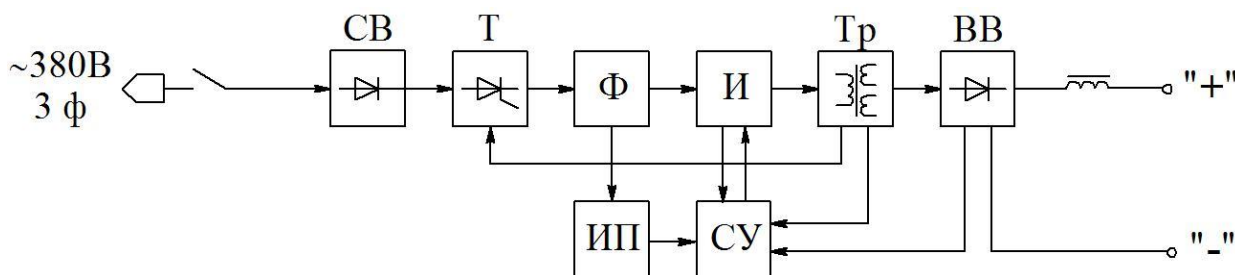 СВ
Т
Тр
ВВ
~380В
3 ф
Ф
И
"+"
ИП
СУ
"-"